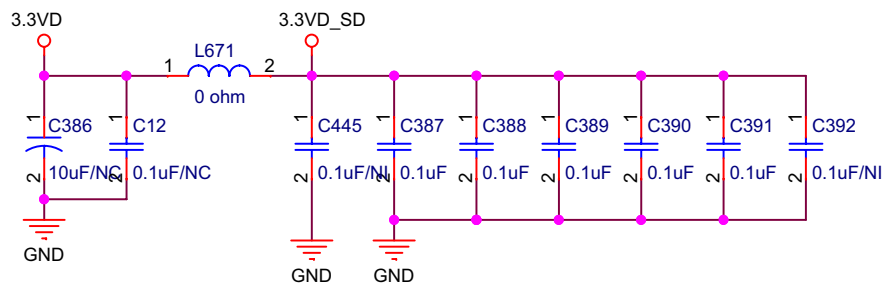 3.3VD 3.3VD_SD
L671
1 2
0 ohm
1 C386 1 C12 1 C445 1 C387 1 C388 1 C389 1 C390 1 C391 1 C392
2 10uF/NC 2 0.1uF/NC 2 0.1uF/NI 2 0.1uF 2 0.1uF 2 0.1uF 2 0.1uF 2 0.1uF 2 0.1uF/NI
GND
GND GND